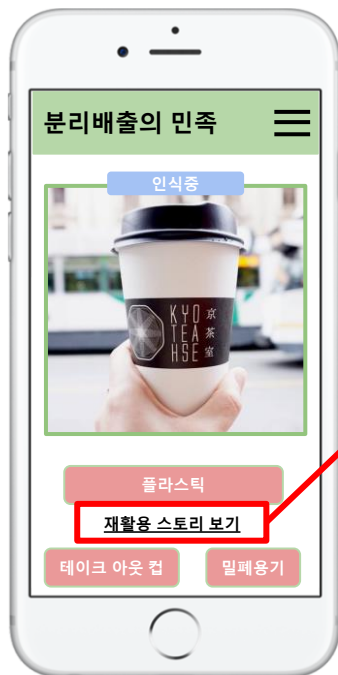 분리배출의 민족
인식중
KYO 京
TEA 茶
HSE 室
플라스틱
재활용 스토리 보기
테이크 아웃 컵 밀폐용기